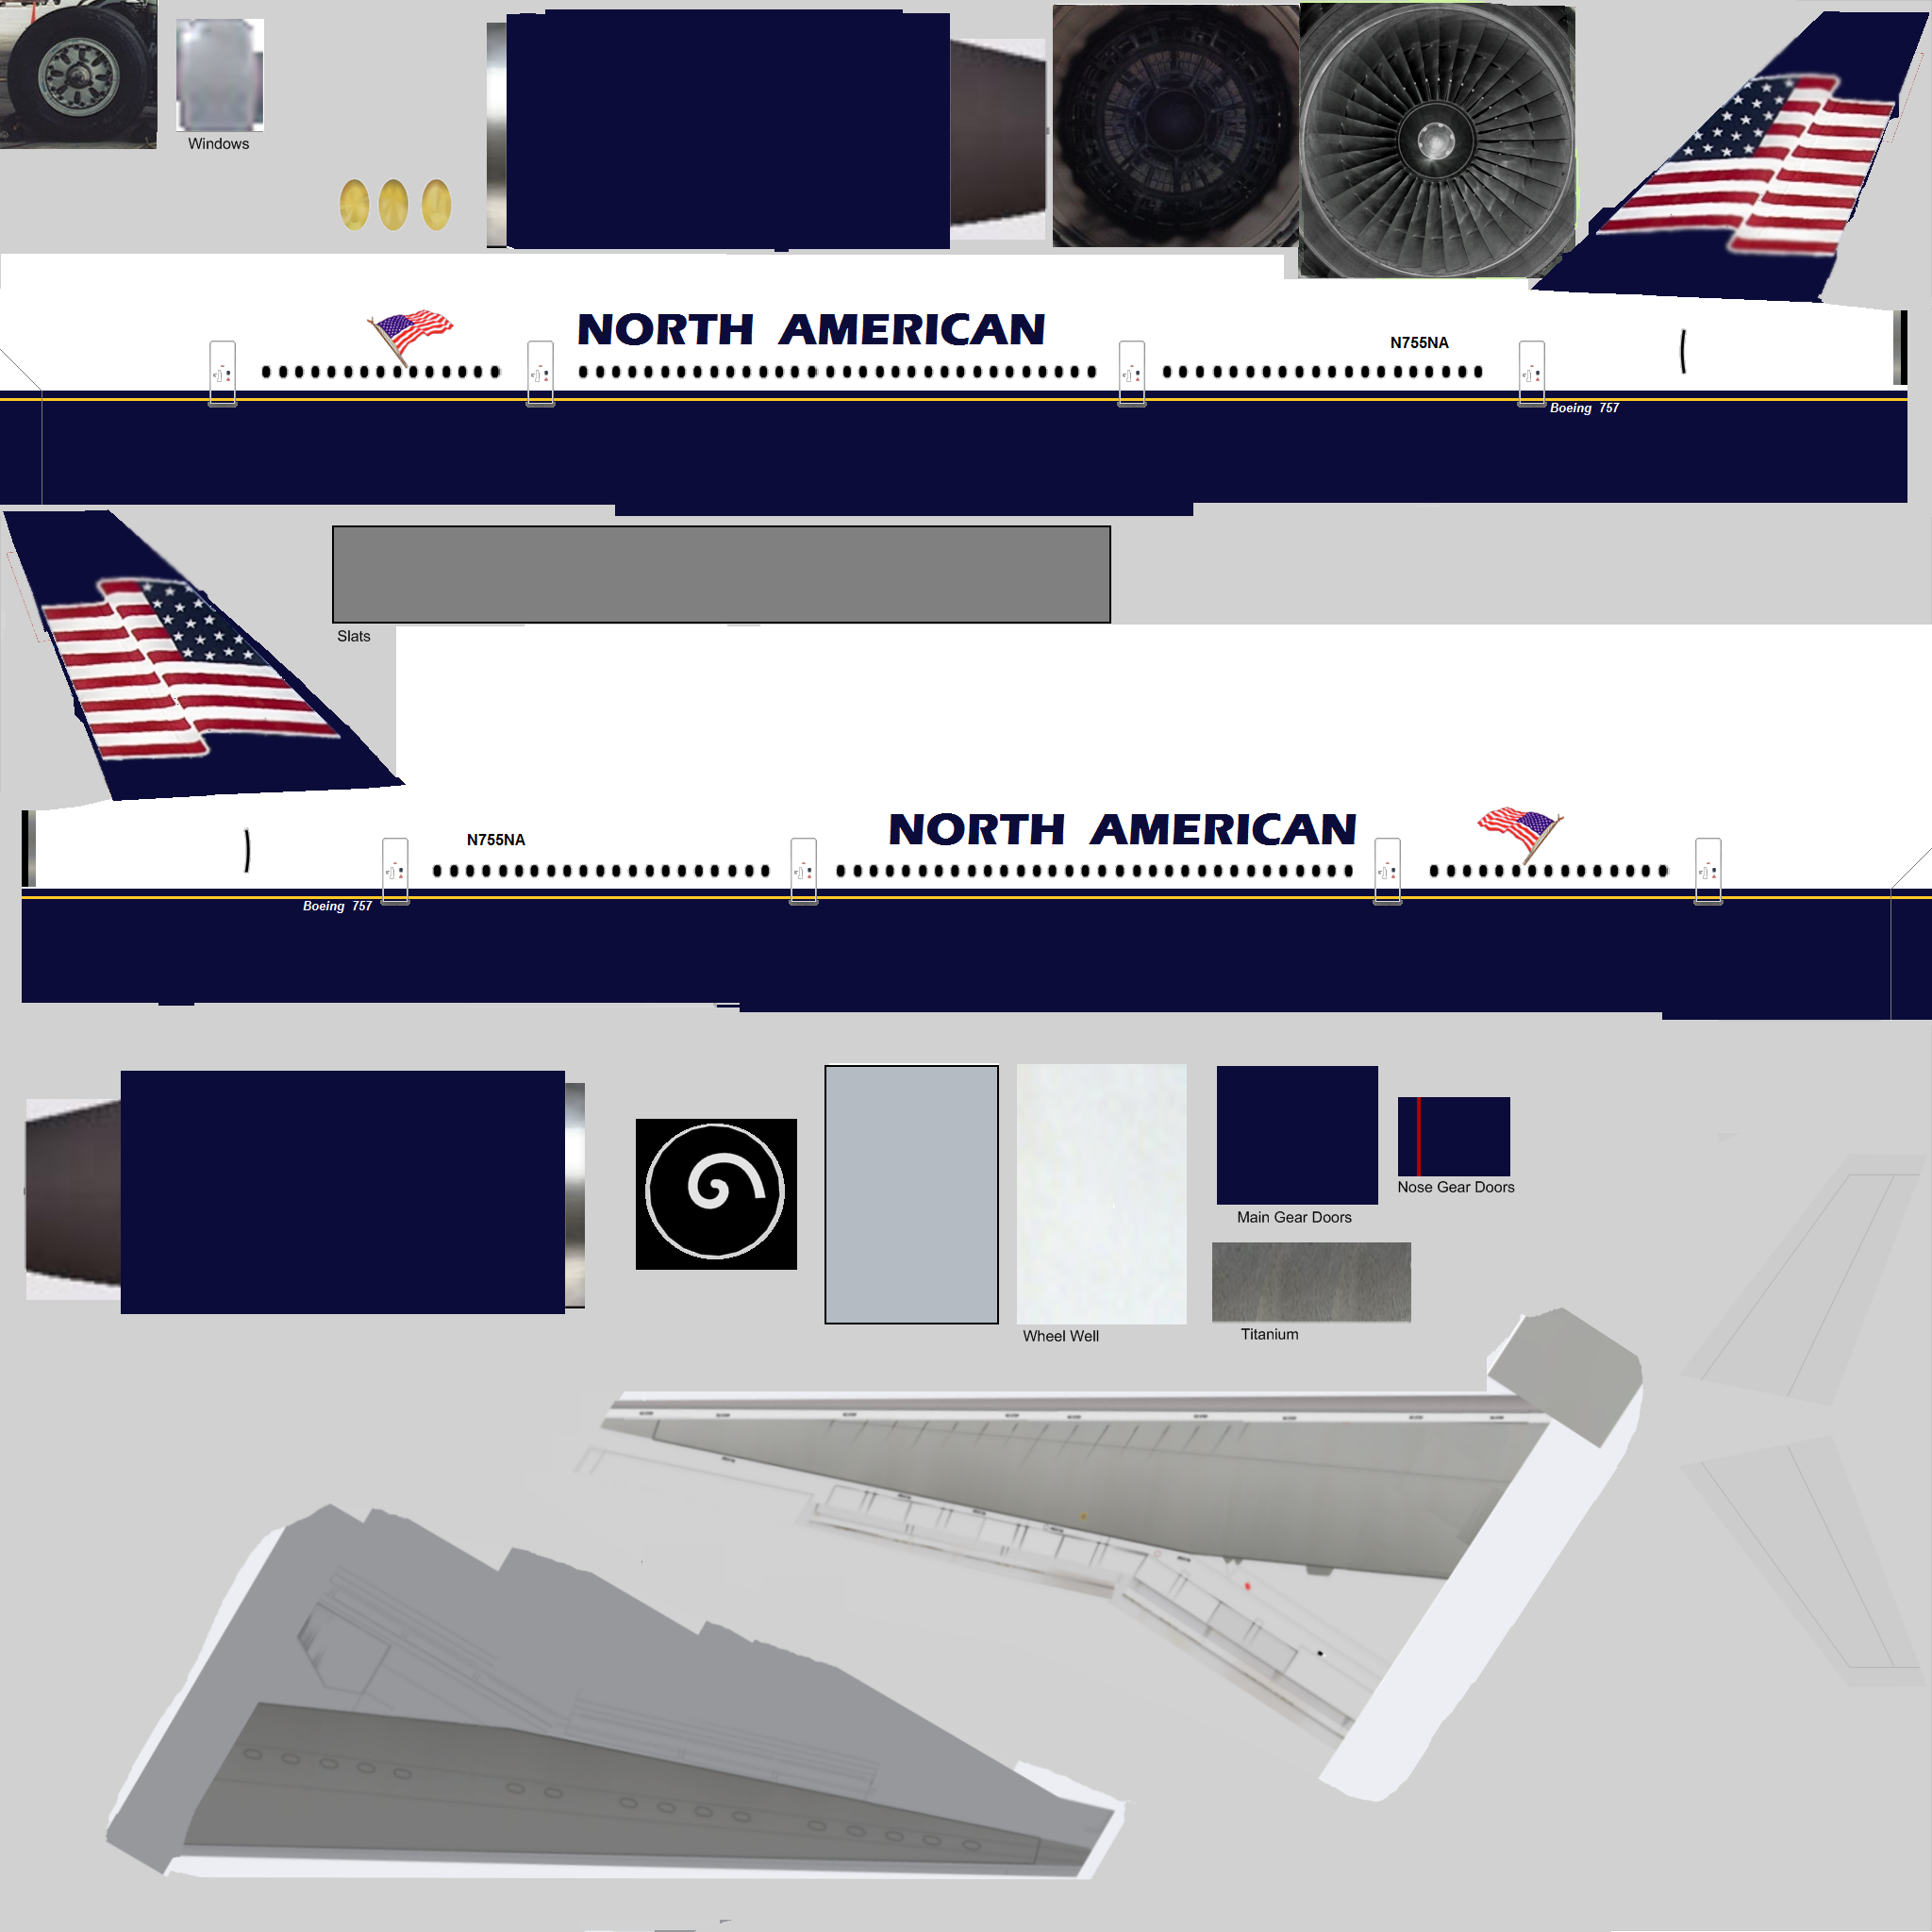 Windows
NORTH AMERICAN
N755NA
Boeing 757
Slats
NORTH AMERICAN
N755NA
Boeing 757
Nose Gear Doors
Main Gear Doors
Wheel Well
Titanium